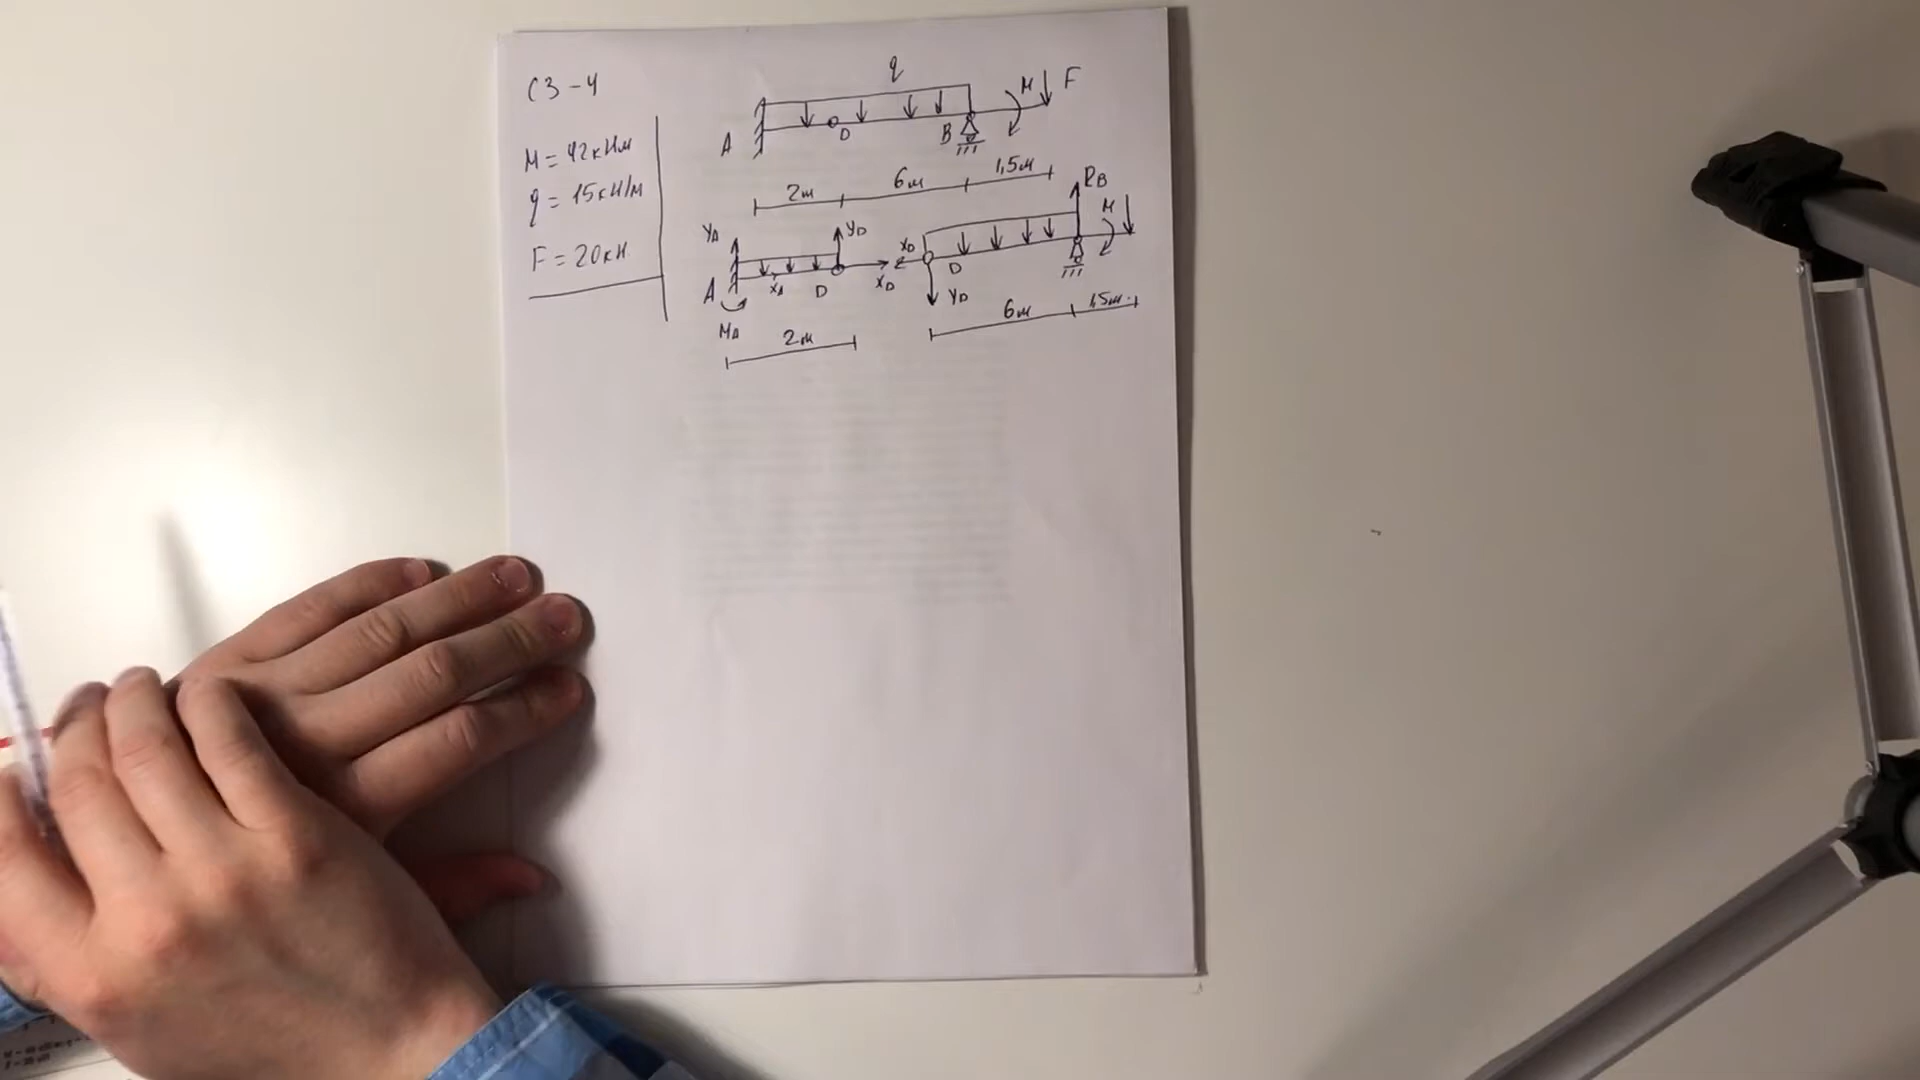 С3-4
M = 42кНм
q = 15кН/м
F = 20кН
q
M
F
A
D
B
2м
6м
1,5м
YA
YD
A
XA
D
XD
MA
2м
RB
M
XD
D
YD
6м
1,5м